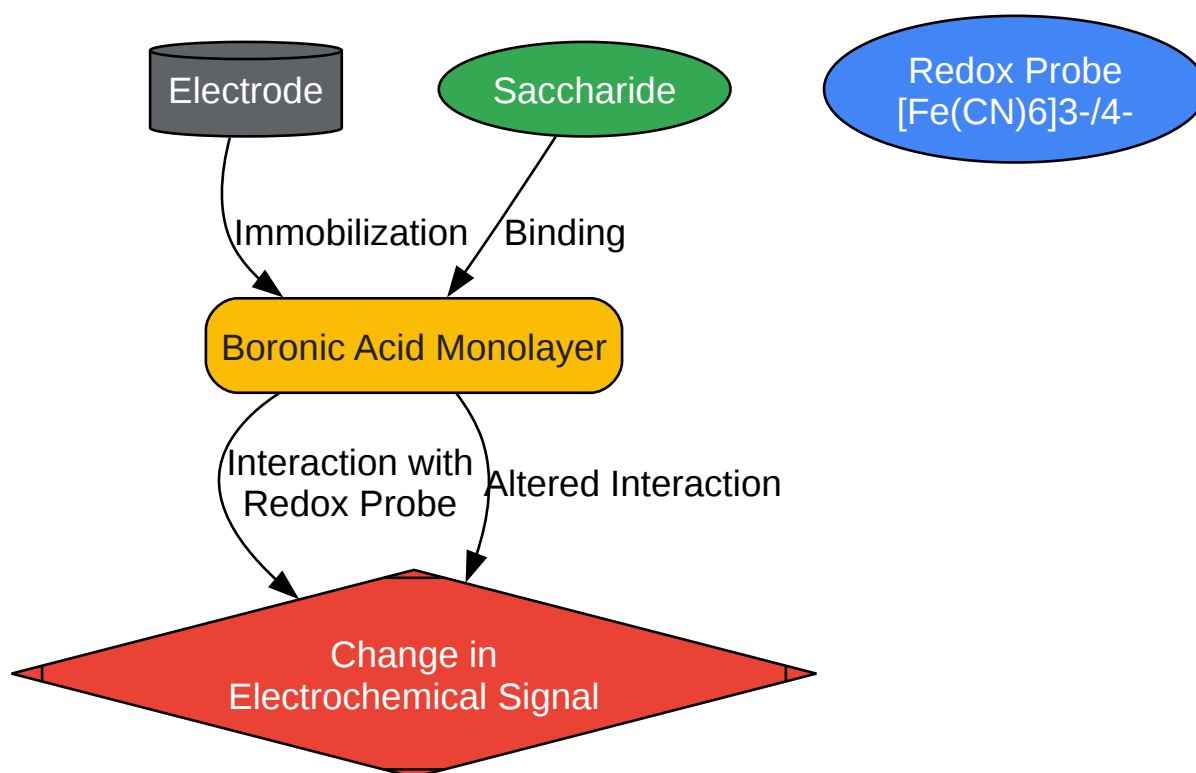 Electrode
Saccharide
Redox Probe
[Fe(CN)6]3-/4-
Immobilization
Binding
Boronic Acid Monolayer
Interaction with
Redox Probe
Altered Interaction
Change in
Electrochemical Signal